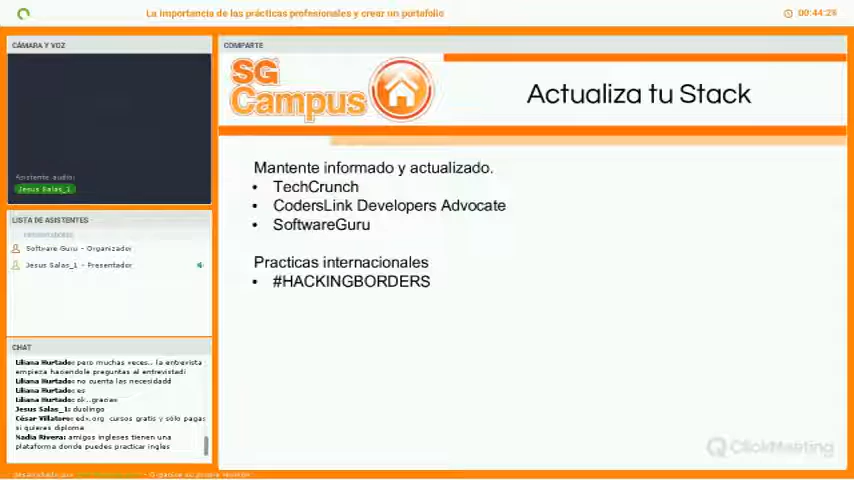 La importancia de las prácticas profesionales y crear un portafolio
00:44:29
CÁMARA Y VOZ
Asistente audio:
Jesus Salas_1
LISTA DE ASISTENTES
Software Guru - Organizador
Jesus Salas_1 - Presentador
CHAT
Liliana Hurtado: pero muchas veces.. la entrevista
empieza haciendole preguntas al entrevistadi
Liliana Hurtado: no cuenta las necesidadd
Liliana Hurtado: es
Liliana Hurtado: ok..gracias
Jesus Salas_1: duolingo
César Villatoro: edx.org cursos gratis y sólo pagas
si quieres diploma
Nadia Rivera: amigos ingleses tienen una
plataforma donde puedes practicar ingles
COMPARTE
SG
Campus
Actualiza tu Stack
Mantente informado y actualizado.
• TechCrunch
• CodersLink Developers Advocate
• SoftwareGuru
Practicas internacionales
• #HACKINGBORDERS
ClickMeeting